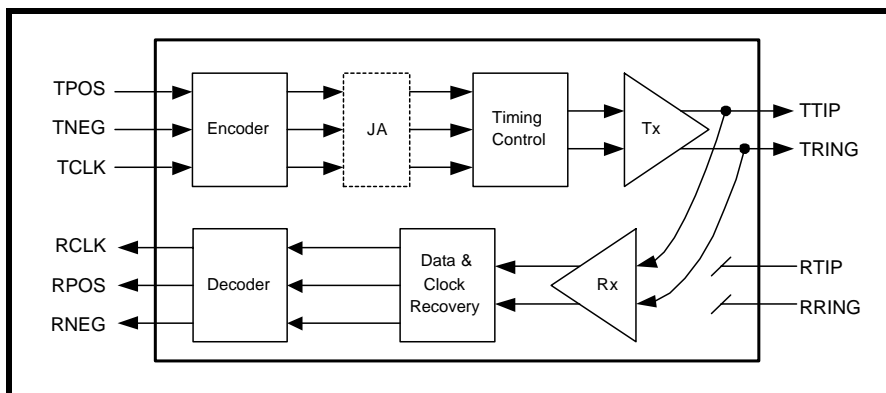 TPOS
TNEG
TCLK
Encoder
JA
Timing
Control
Tx
TTIP
TRING
RCLK
RPOS
RNEG
Decoder
Data &
Clock
Recovery
Rx
RTIP
RRING